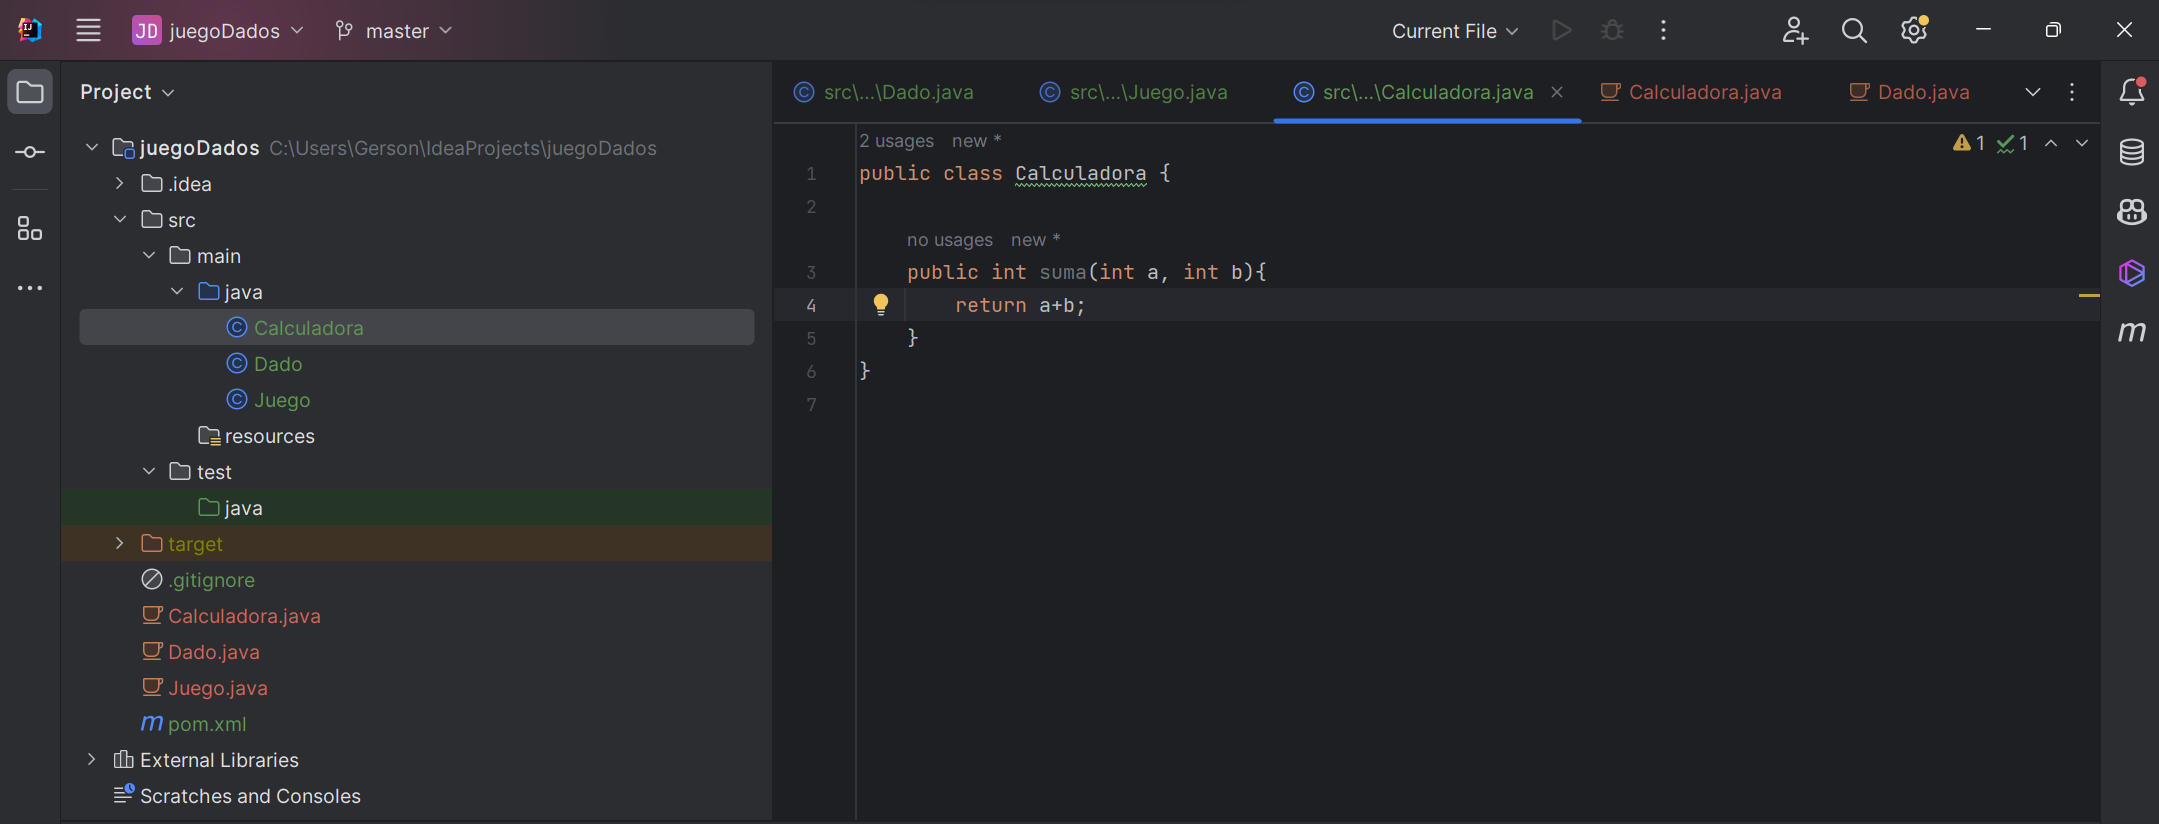 JD juegoDados master Current File
Project
juegoDados C:\Users\Gerson\IdeaProjects\juegoDados
.idea
src
main
java
Calculadora
Dado
Juego
resources
test
java
target
.gitignore
Calculadora.java
Dado.java
Juego.java
m pom.xml
External Libraries
Scratches and Consoles
src\...\Dado.java src\...\Juego.java src\...\Calculadora.java Calculadora.java Dado.java
2 usages new *
1 1
1 public class Calculadora {
2
no usages new *
3 public int suma(int a, int b){
4 return a+b;
5 }
6 }
7
m